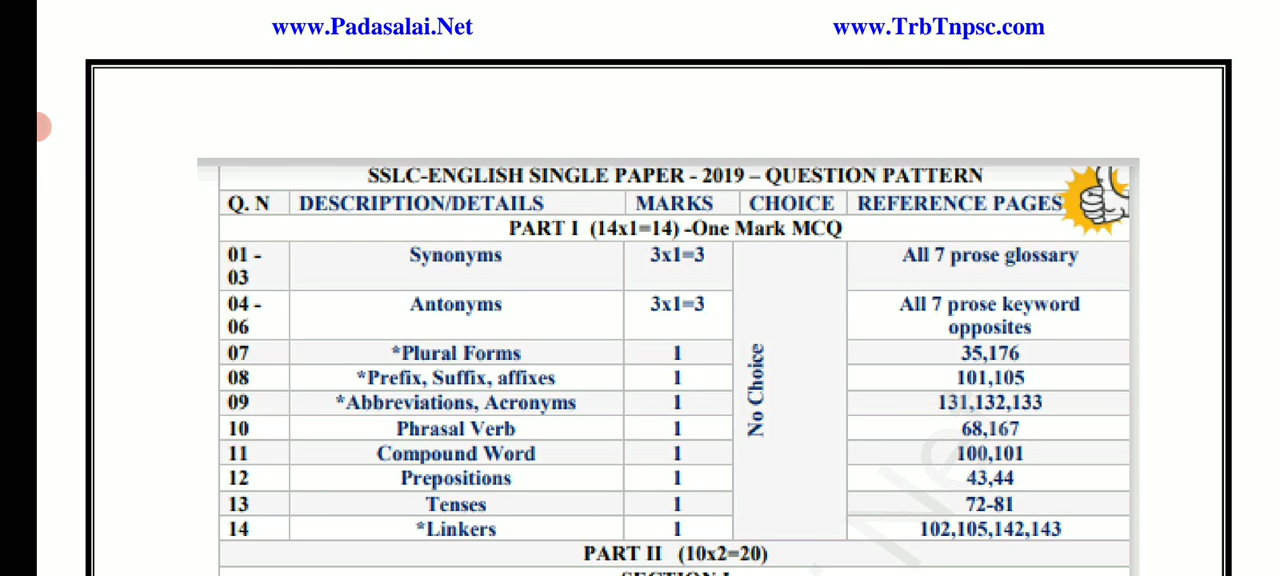 www.Padasalai.Net www.TrbTnpsc.com
SSLC-ENGLISH SINGLE PAPER - 2019 – QUESTION PATTERN
Q. N DESCRIPTION/DETAILS MARKS CHOICE REFERENCE PAGES
PART I (14x1=14) -One Mark MCQ
01 - Synonyms 3x1=3 All 7 prose glossary
03
04 - Antonyms 3x1=3 All 7 prose keyword
06 opposites
07 *Plural Forms 1 35,176
08 *Prefix, Suffix, affixes 1 101,105
No Choice
09 *Abbreviations, Acronyms 1 131,132,133
10 Phrasal Verb 1 68,167
11 Compound Word 1 100,101
12 Prepositions 1 43,44
13 Tenses 1 72-81
14 *Linkers 1 102,105,142,143
PART II (10x2=20)